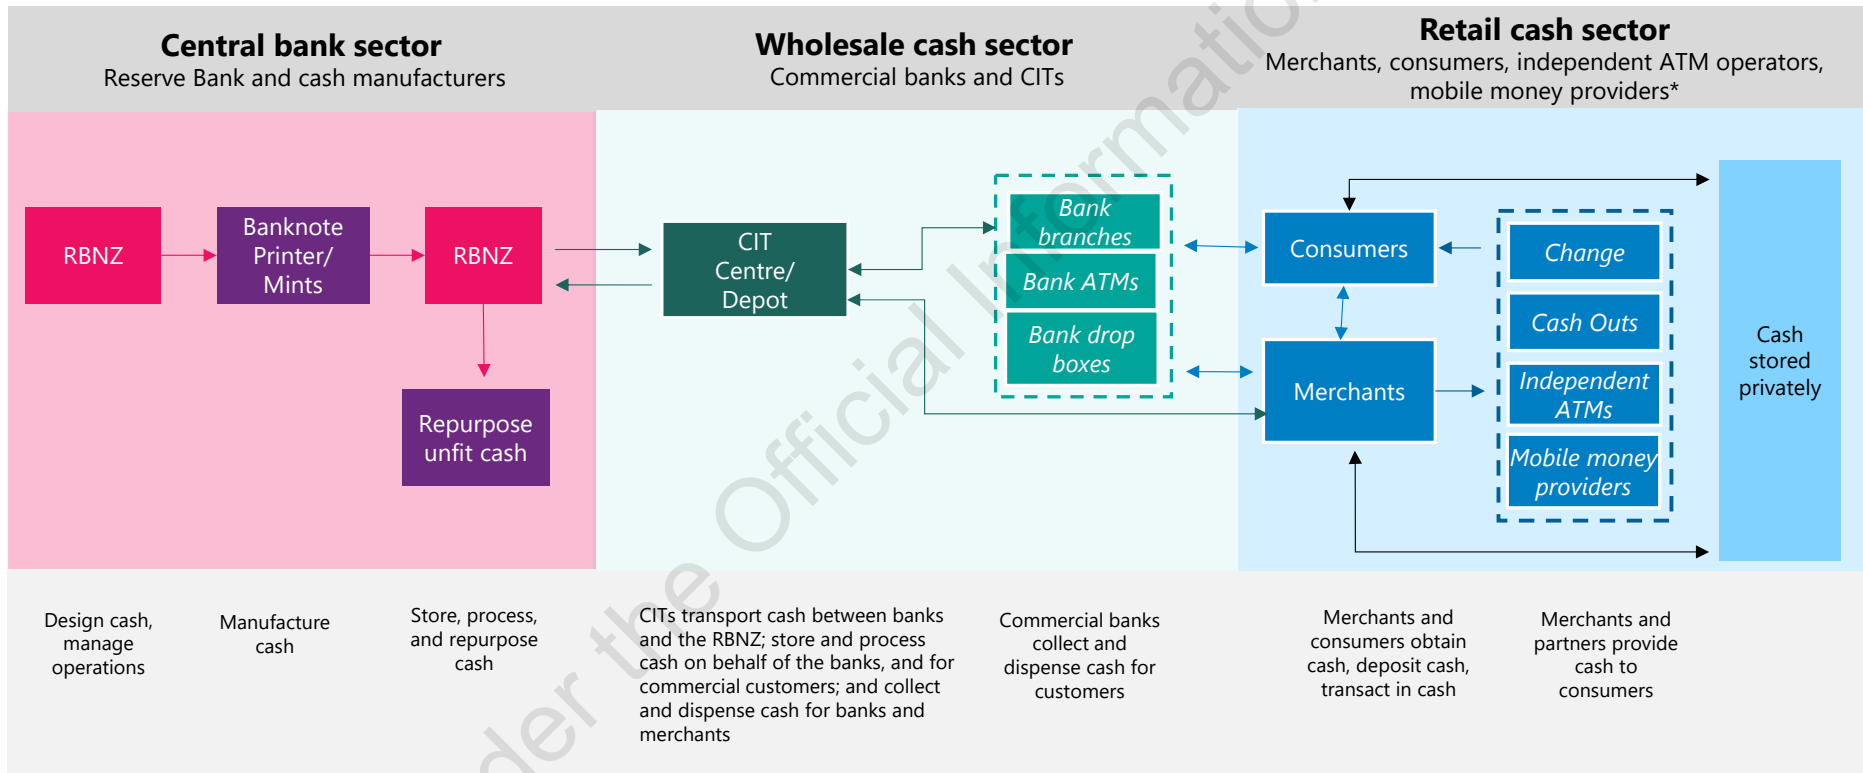 Central bank sector
Reserve Bank and cash manufacturers
Wholesale cash sector
Commercial banks and CITs
Retail cash sector
Merchants, consumers, independent ATM operators,
mobile money providers*
RBNZ
Banknote
Printer/
Mints
RBNZ
Repurpose
unfit cash
CIT
Centre/
Depot
Bank
branches
Bank ATMs
Bank drop
boxes
Consumers
Merchants
Change
Cash Outs
Independent
ATMs
Mobile money
providers
Cash
stored
privately
Design cash,
manage
operations
Manufacture
cash
Store, process,
and repurpose
cash
CITs transport cash between banks
and the RBNZ; store and process
cash on behalf of the banks, and for
commercial customers; and collect
and dispense cash for banks and
merchants
Commercial banks
collect and
dispense cash for
customers
Merchants and
consumers obtain
cash, deposit cash,
transact in cash
Merchants and
partners provide
cash to
consumers
der the Official Information